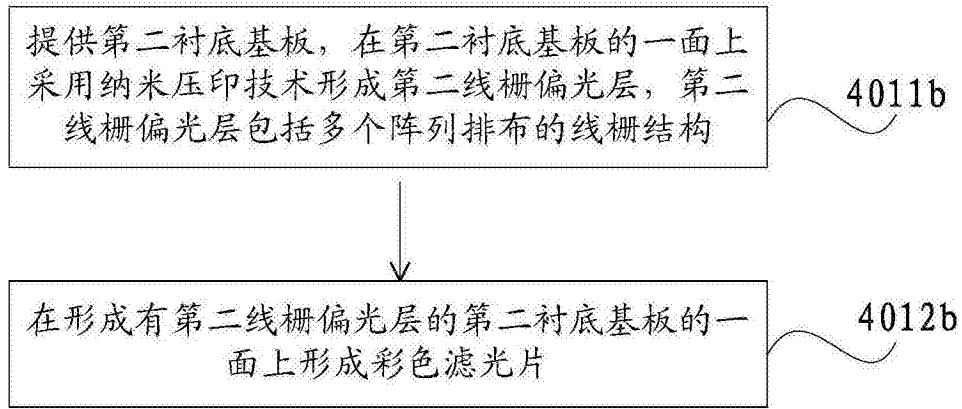 提供第二衬底基板，在第二衬底基板的一面上
采用纳米压印技术形成第二线栅偏光层，第二
线栅偏光层包括多个阵列排布的线栅结构
4011b
在形成有第二线栅偏光层的第二衬底基板的一
面上形成彩色滤光片
4012b